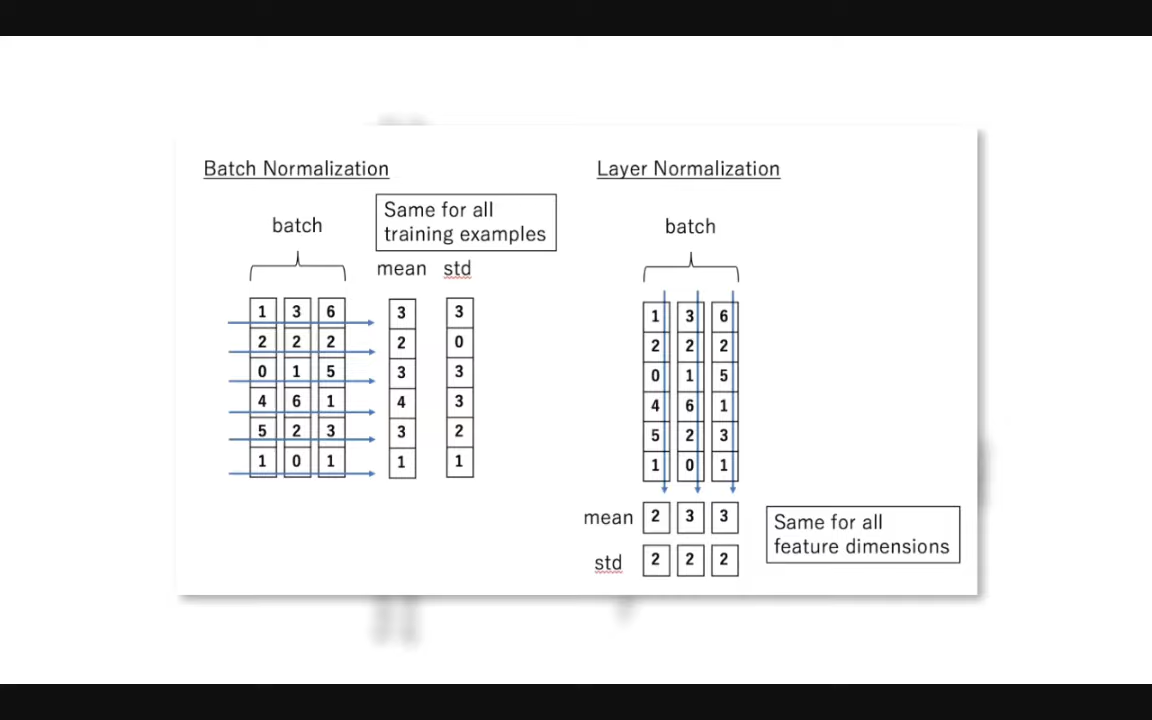 Batch Normalization
batch
Same for all
training examples
mean std
1 3 6 3 3
2 2 2 2 0
0 1 5 3 3
4 6 1 4 3
5 2 3 3 2
1 0 1 1 1
Layer Normalization
batch
1 3 6
2 2 2
0 1 5
4 6 1
5 2 3
1 0 1
mean 2 3 3
std 2 2 2
Same for all
feature dimensions